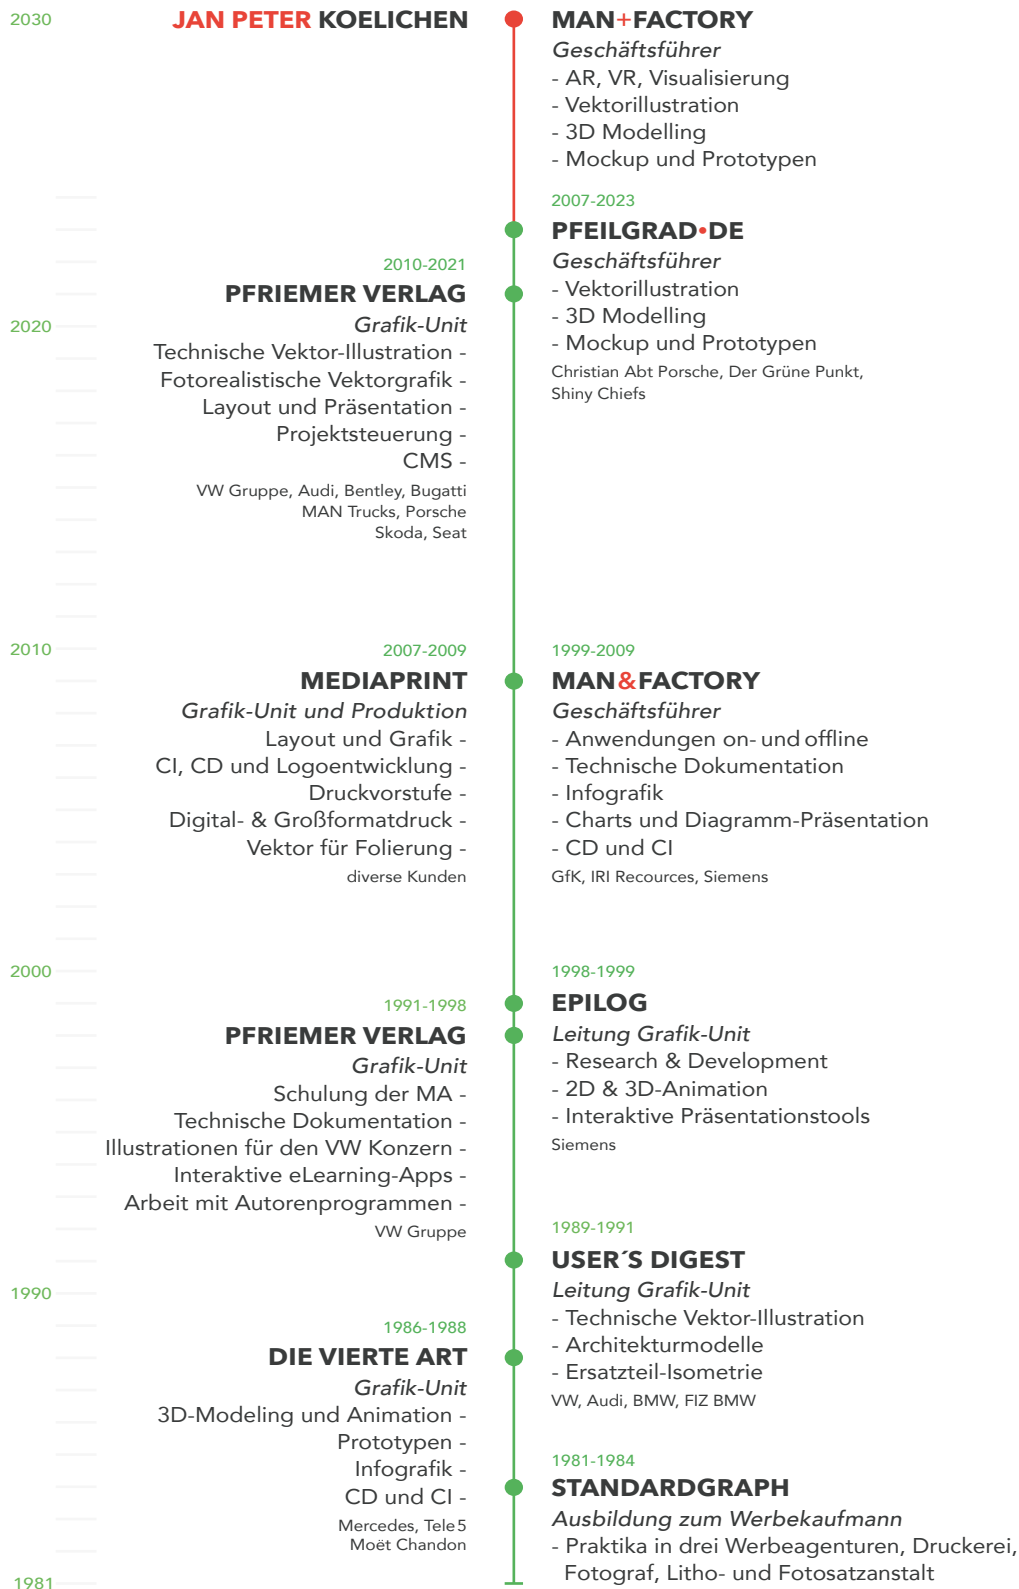 2030
JAN PETER KOELICHEN
MAN+FACTORY
Geschäftsführer
- AR, VR, Visualisierung
- Vektorillustration
- 3D Modelling
- Mockup und Prototypen
2007-2023
PFEILGRAD•DE
Geschäftsführer
- Vektorillustration
- 3D Modelling
- Mockup und Prototypen
Christian Abt Porsche, Der Grüne Punkt,
Shiny Chiefs
2010-2021
PFRIEMER VERLAG
2020
Grafik-Unit
Technische Vektor-Illustration -
Fotorealistische Vektorgrafik -
Layout und Präsentation -
Projektsteuerung -
CMS -
VW Gruppe, Audi, Bentley, Bugatti
MAN Trucks, Porsche
Skoda, Seat
2010
2007-2009
MEDIAPRINT
Grafik-Unit und Produktion
Layout und Grafik -
CI, CD und Logoentwicklung -
Druckvorstufe -
Digital- & Großformatdruck -
Vektor für Folierung -
diverse Kunden
1999-2009
MAN&FACTORY
Geschäftsführer
- Anwendungen on- und offline
- Technische Dokumentation
- Infografik
- Charts und Diagramm-Präsentation
- CD und CI
GfK, IRI Recources, Siemens
2000
1998-1999
EPILOG
Leitung Grafik-Unit
- Research & Development
- 2D & 3D-Animation
- Interaktive Präsentationstools
Siemens
1991-1998
PFRIEMER VERLAG
Grafik-Unit
Schulung der MA -
Technische Dokumentation -
Illustrationen für den VW Konzern -
Interaktive eLearning-Apps -
Arbeit mit Autorenprogrammen -
VW Gruppe
1989-1991
USER´S DIGEST
Leitung Grafik-Unit
- Technische Vektor-Illustration
- Architekturmodelle
- Ersatzteil-Isometrie
VW, Audi, BMW, FIZ BMW
1990
1986-1988
DIE VIERTE ART
Grafik-Unit
3D-Modeling und Animation -
Prototypen -
Infografik -
CD und CI -
Mercedes, Tele5
Moët Chandon
1981-1984
STANDARDGRAPH
Ausbildung zum Werbekaufmann
- Praktika in drei Werbeagenturen, Druckerei,
Fotograf, Litho- und Fotosatzanstalt
1981